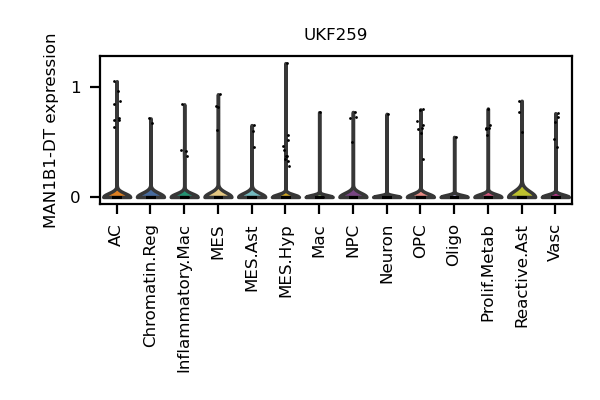 UKF259
MAN1B1-DT expression
1
0
AC
Chromatin.Reg
Inflammatory.Mac
MES
MES.Ast
MES.Hyp
Mac
NPC
Neuron
OPC
Oligo
Prolif.Metab
Reactive.Ast
Vasc